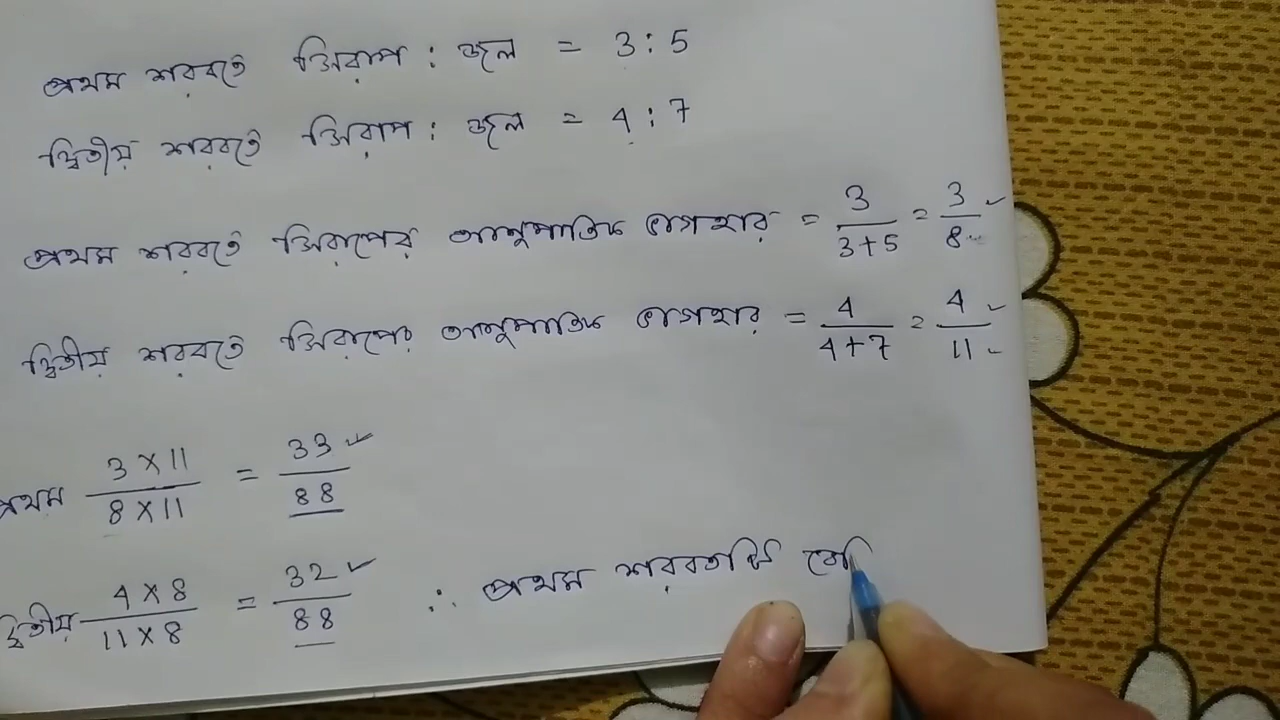 প্রথম শরবতে সিরাপ : জল = 3 : 5
দ্বিতীয় শরবতে সিরাপ : জল = 4 : 7
প্রথম শরবতে সিরাপের আনুপাতিক ভাগহার = 3/(3+5) = 3/8
দ্বিতীয় শরবতে সিরাপের আনুপাতিক ভাগহার = 4/(4+7) = 4/11
প্রথম (3×11)/(8×11) = 33/88
দ্বিতীয় (4×8)/(11×8) = 32/88 ∴ প্রথম শরবতটি